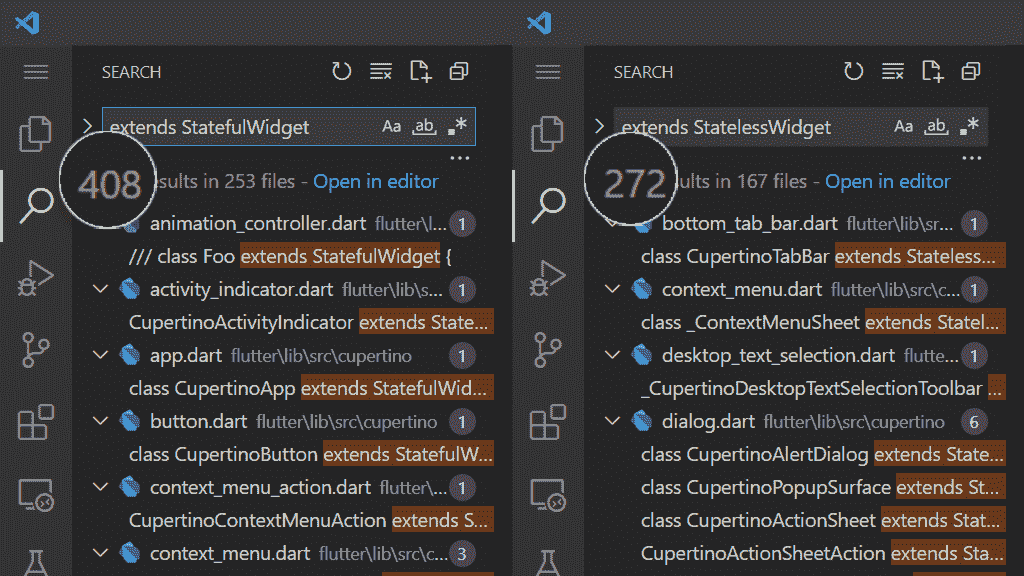 SEARCH
extends StatefulWidget Aa ab .*
408 sults in 253 files - Open in editor
animation_controller.dart flutter\l... 1
/// class Foo extends StatefulWidget {
activity_indicator.dart flutter\lib\s... 1
CupertinoActivityIndicator extends State...
app.dart flutter\lib\src\cupertino 1
class CupertinoApp extends StatefulWid...
button.dart flutter\lib\src\cupertino 1
class CupertinoButton extends StatefulW...
context_menu_action.dart flutter\... 1
CupertinoContextMenuAction extends S...
context_menu.dart flutter\lib\src\c... 3
SEARCH
extends StatelessWidget Aa ab .*
272 ults in 167 files - Open in editor
bottom_tab_bar.dart flutter\lib\sr... 1
class CupertinoTabBar extends Stateless...
context_menu.dart flutter\lib\src\c... 1
class _ContextMenuSheet extends Statel...
desktop_text_selection.dart flutte... 1
_CupertinoDesktopTextSelectionToolbar ...
dialog.dart flutter\lib\src\cupertino 6
class CupertinoAlertDialog extends State...
class CupertinoPopupSurface extends St...
class CupertinoActionSheet extends Stat...
CupertinoActionSheetAction extends Sta...